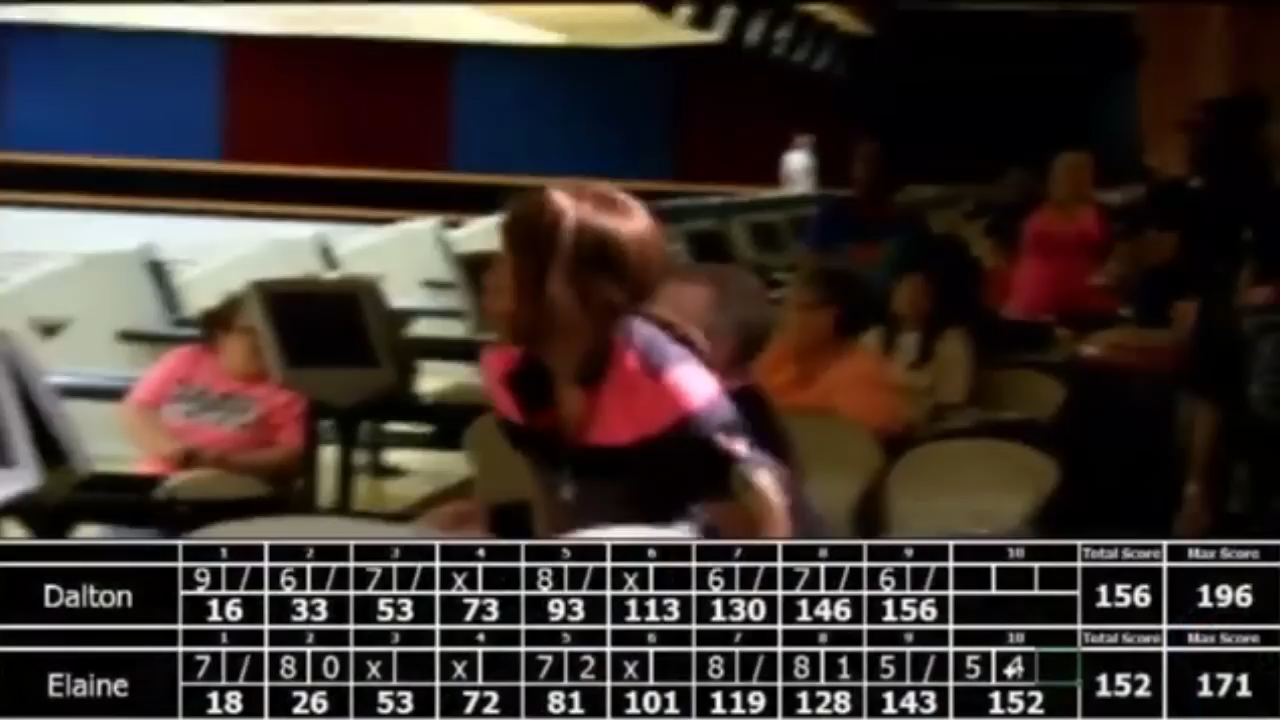 1 2 3 4 5 6 7 8 9 10 Total Score Max Score
Dalton 9 / 6 / 7 / x 8 / x 6 / 7 / 6 / 156 196
16 33 53 73 93 113 130 146 156
1 2 3 4 5 6 7 8 9 10 Total Score Max Score
Elaine 7 / 8 0 x x 7 2 x 8 / 8 1 5 / 5 4 152 171
18 26 53 72 81 101 119 128 143 152